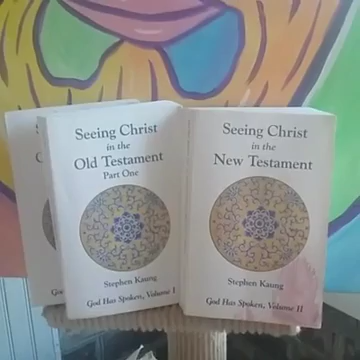 Seeing Christ
in the
Old Testament
Part One
Stephen Kaung
God Has Spoken, Volume I
Seeing Christ
in the
New Testament
Stephen Kaung
God Has Spoken, Volume II